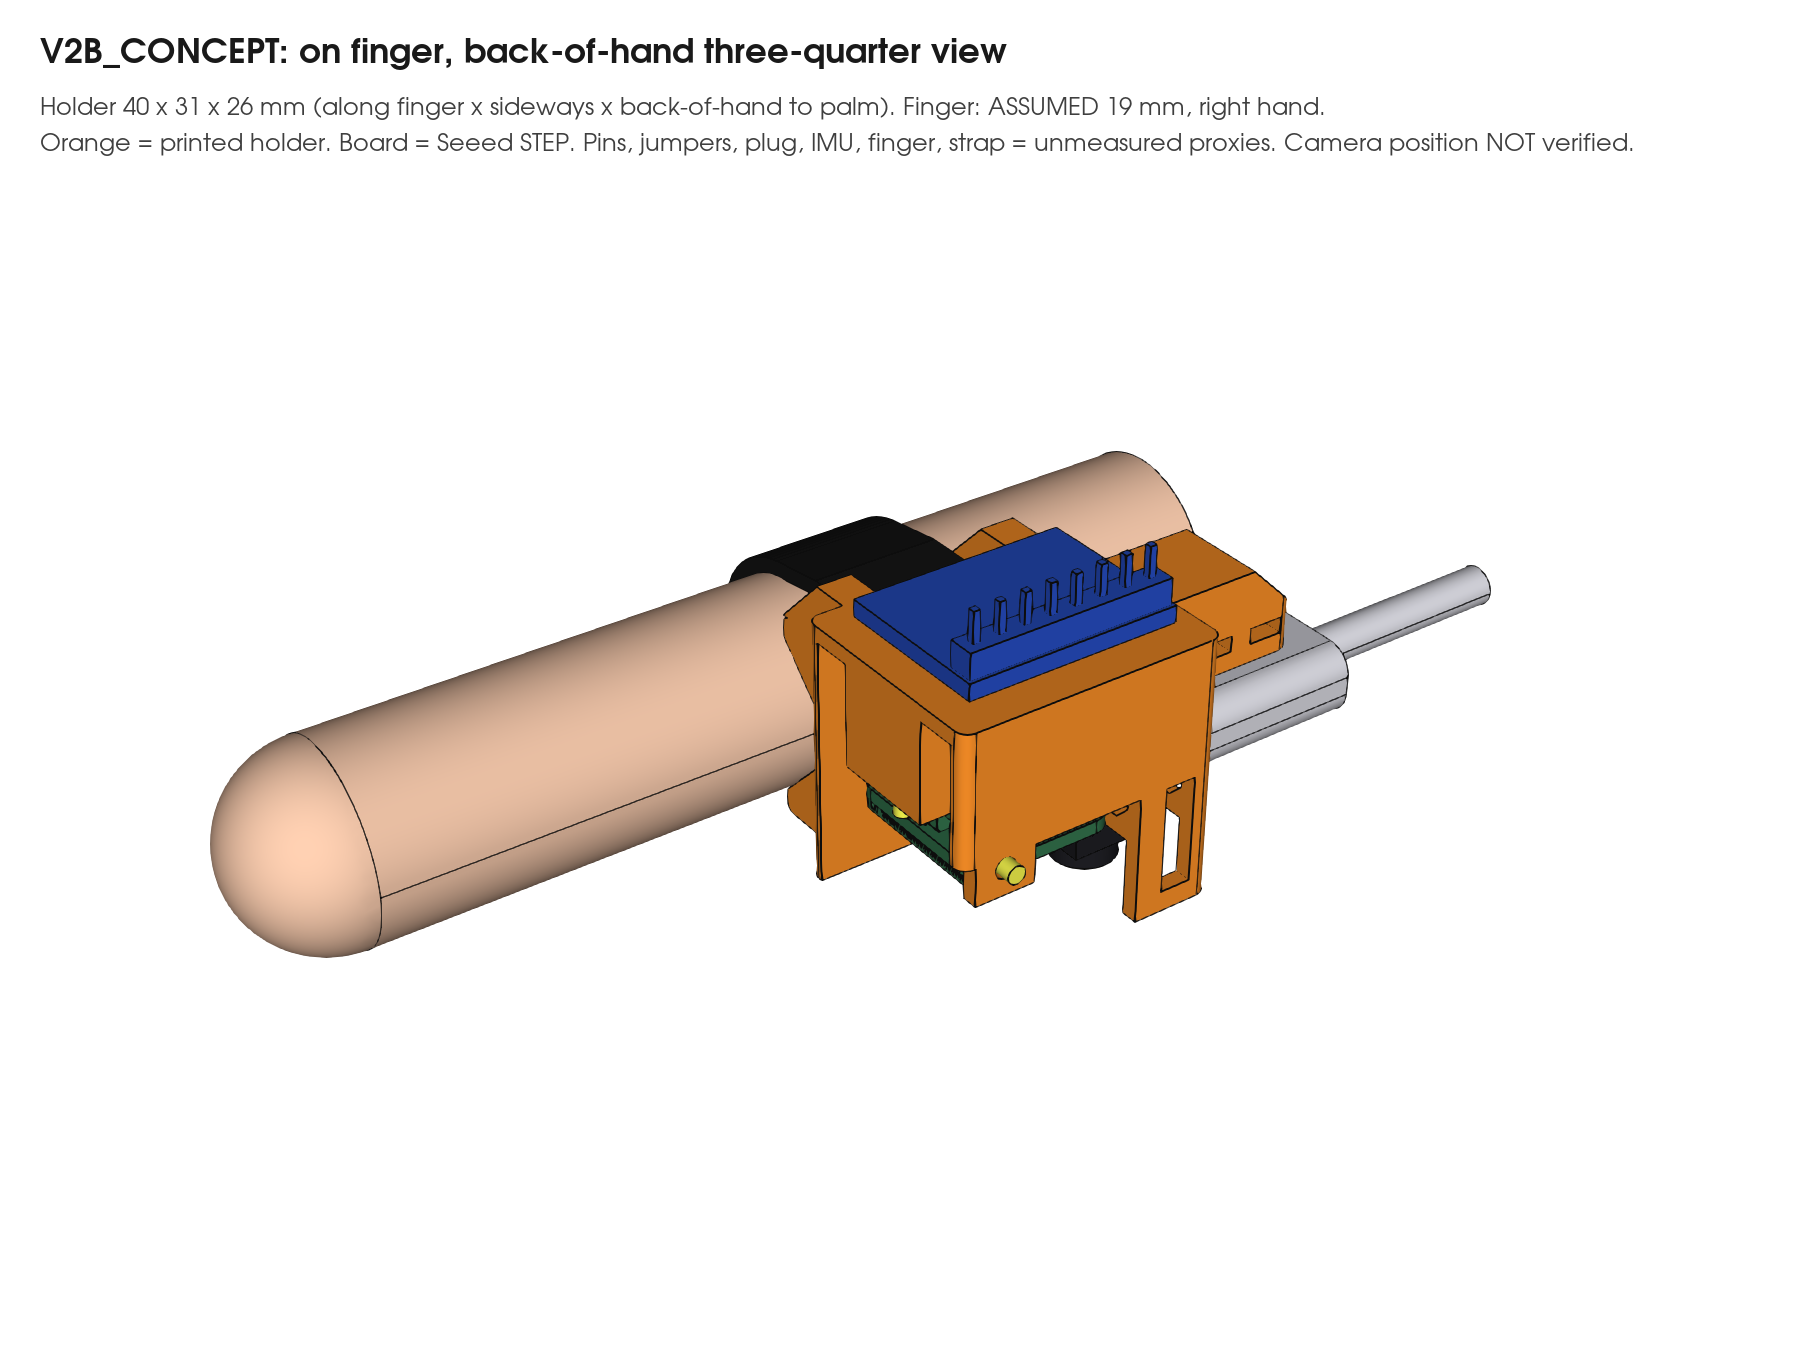 V2B_CONCEPT: on finger, back-of-hand three-quarter view
Holder 40 x 31 x 26 mm (along finger x sideways x back-of-hand to palm). Finger: ASSUMED 19 mm, right hand.
Orange = printed holder. Board = Seeed STEP. Pins, jumpers, plug, IMU, finger, strap = unmeasured proxies. Camera position NOT verified.